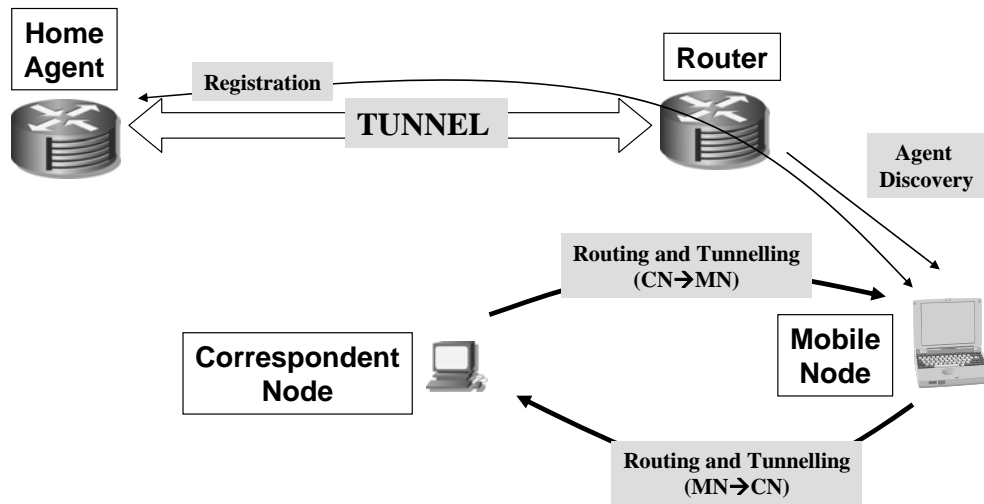 Home
Agent
Router
Registration
TUNNEL
Agent
Discovery
Routing and Tunnelling
(CN→MN)
Correspondent
Node
Mobile
Node
Routing and Tunnelling
(MN→CN)